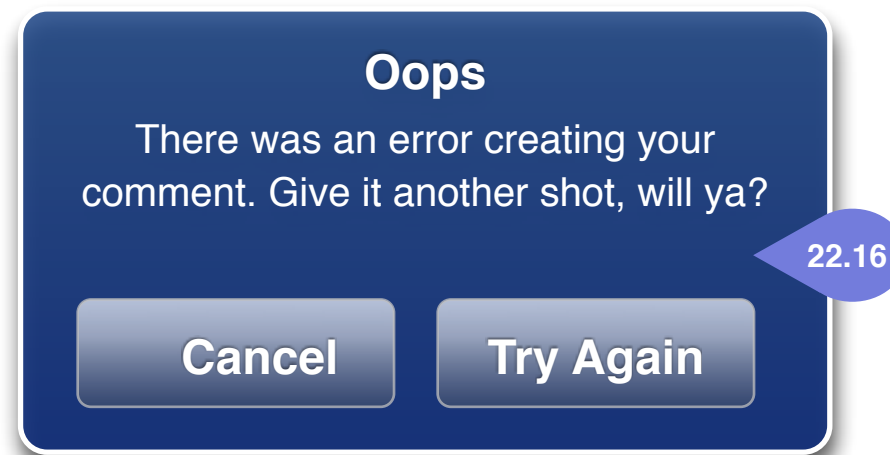 Oops
There was an error creating your
comment. Give it another shot, will ya?
22.16
Cancel
Try Again